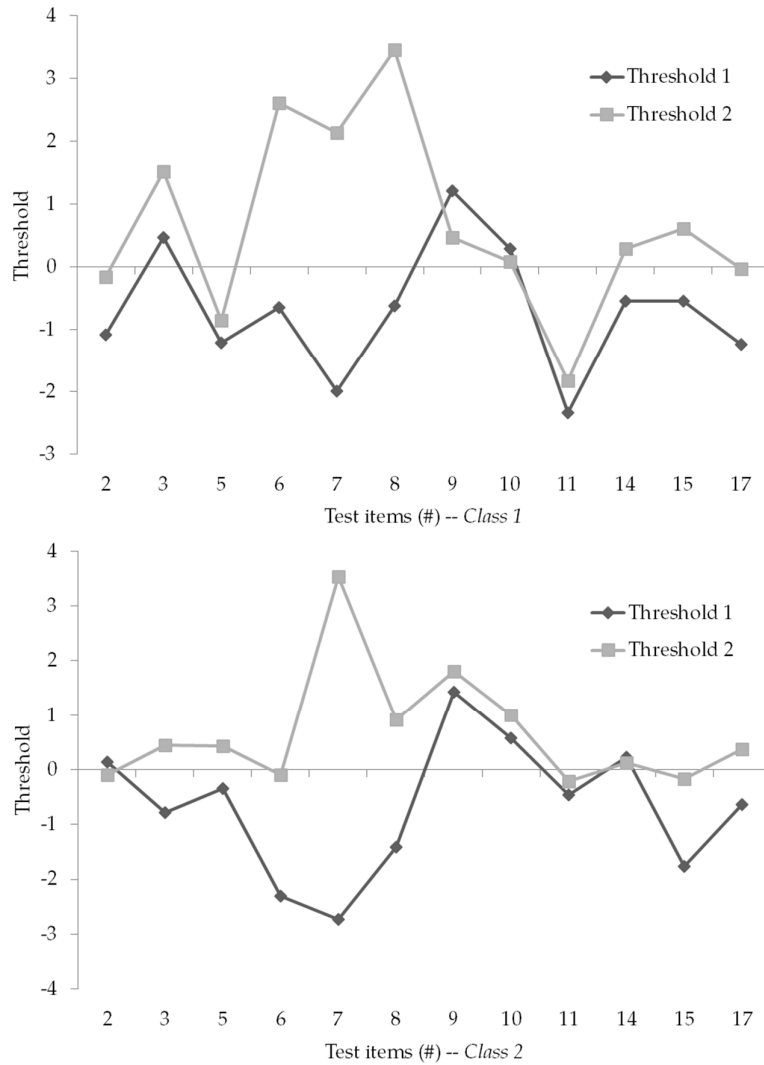 4
3
2
1
0
-1
-2
-3
Threshold
Threshold 1
Threshold 2
2 3 5 6 7 8 9 10 11 14 15 17
Test items (#) -- Class 1
4
3
2
1
0
-1
-2
-3
-4
Threshold
Threshold 1
Threshold 2
2 3 5 6 7 8 9 10 11 14 15 17
Test items (#) -- Class 2